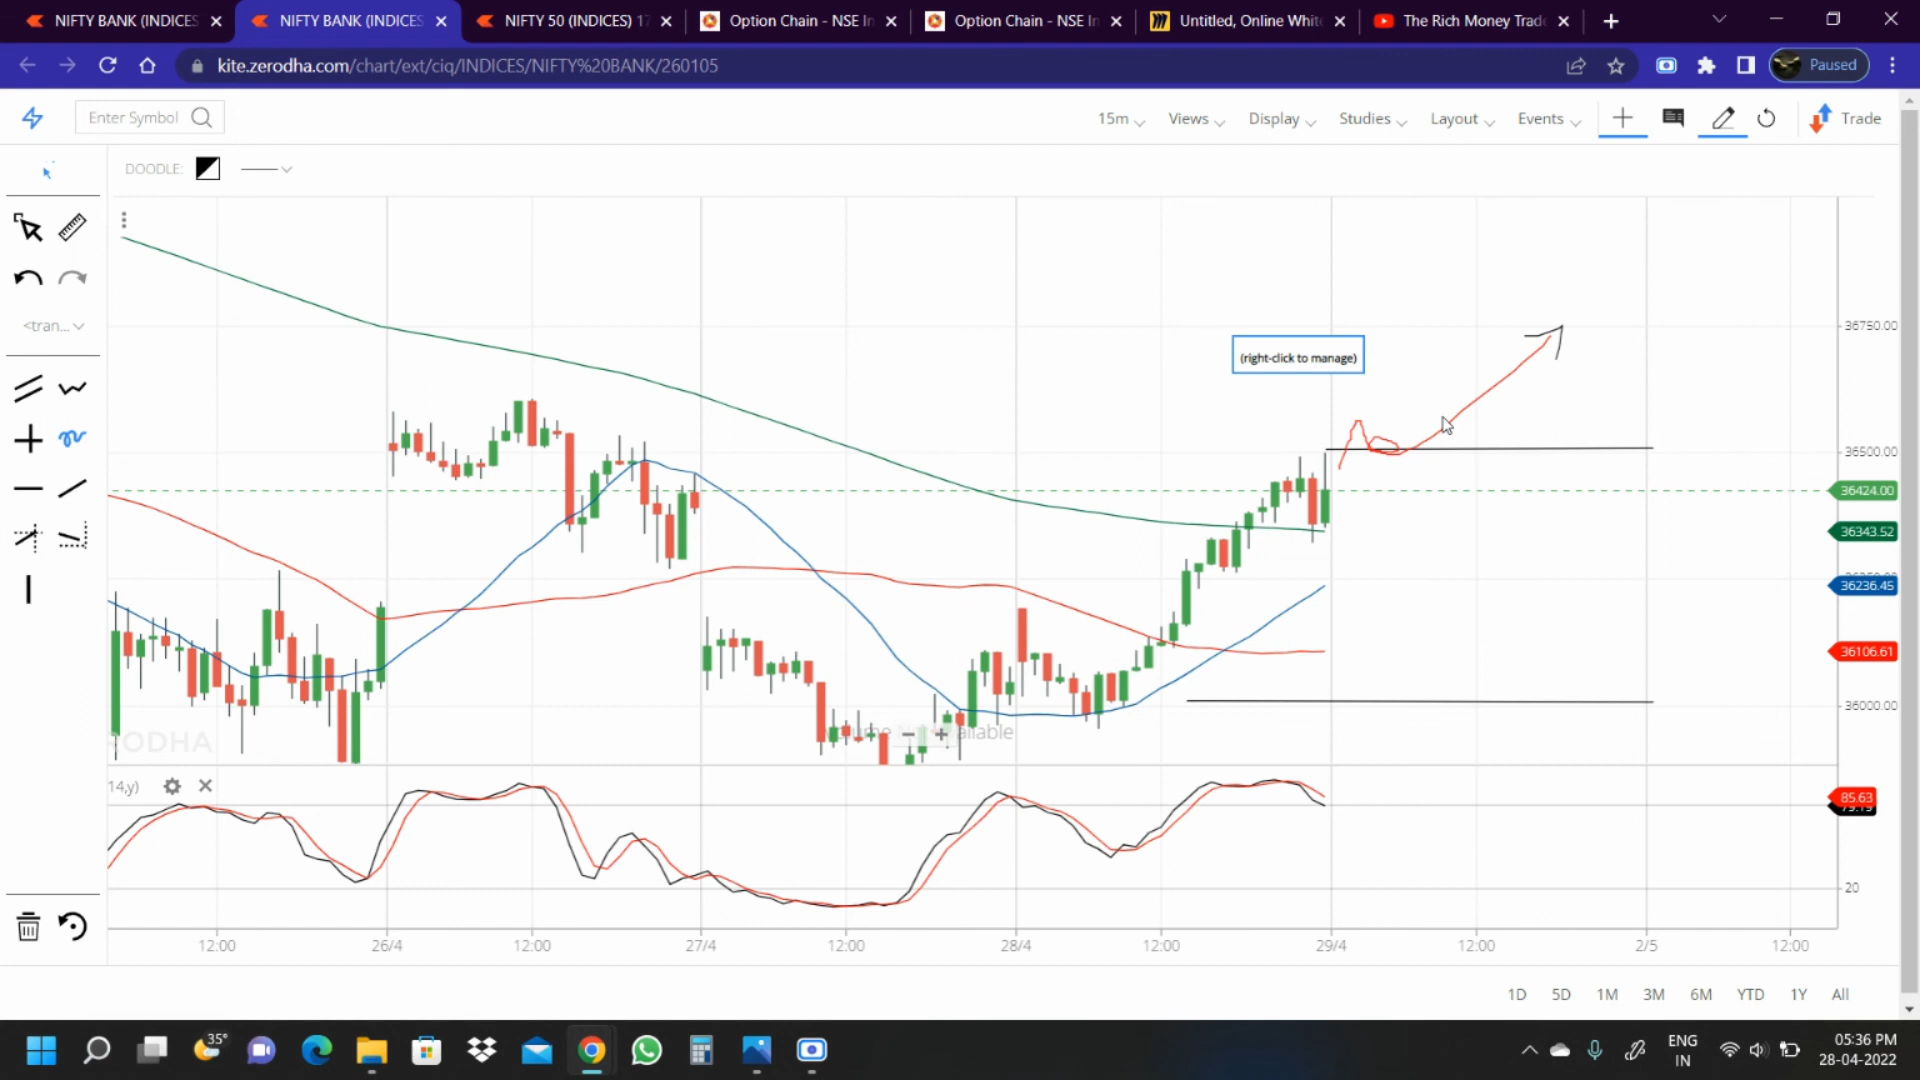 NIFTY BANK (INDICES
NIFTY BANK (INDICES
NIFTY 50 (INDICES) 17
Option Chain - NSE In
Option Chain - NSE In
Untitled, Online White
The Rich Money Trade
kite.zerodha.com/chart/ext/ciq/INDICES/NIFTY%20BANK/260105
Paused
Enter Symbol
15m
Views
Display
Studies
Layout
Events
Trade
DOODLE:
<tran...
36750.00
(right-click to manage)
36500.00
36424.00
36343.52
36236.45
36106.61
36000.00
RODHA
14,y)
85.63
20
12:00
26/4
12:00
27/4
12:00
28/4
12:00
29/4
12:00
2/5
12:00
1D
5D
1M
3M
6M
YTD
1Y
All
35°
ENG
IN
05:36 PM
28-04-2022